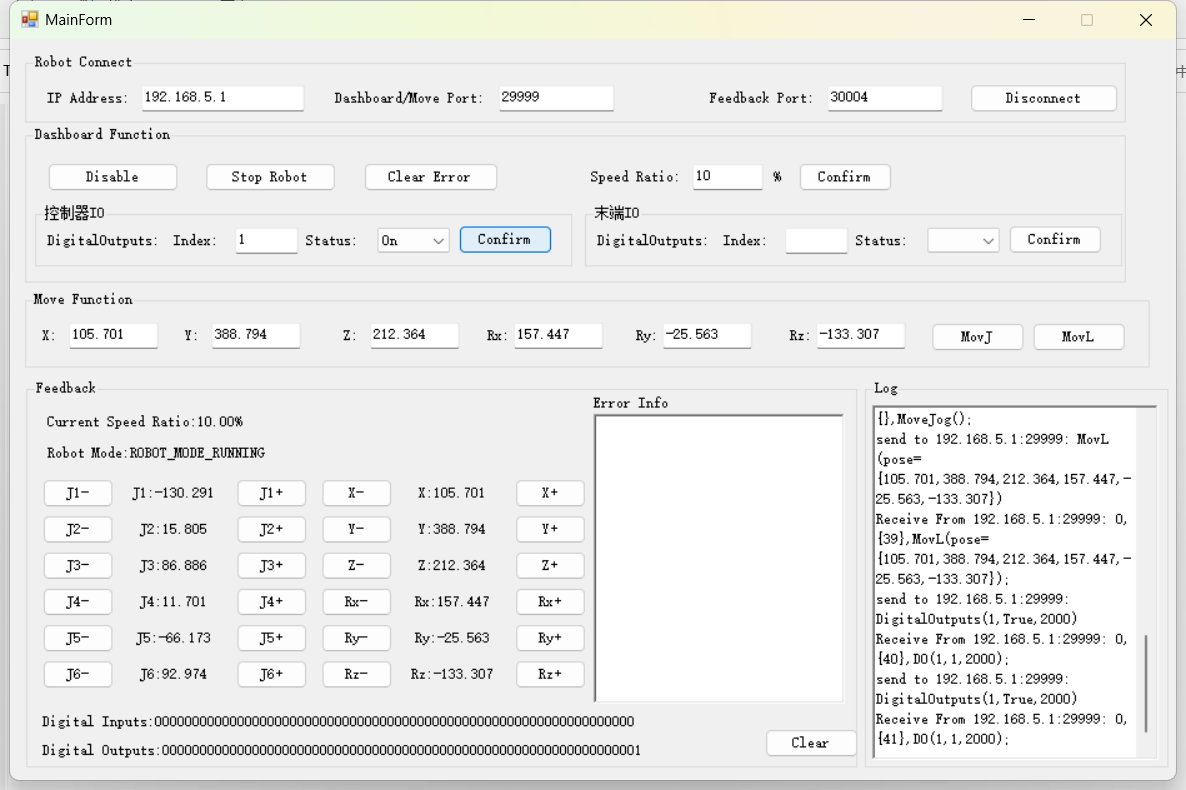 MainForm
Robot Connect
IP Address: 192.168.5.1 Dashboard/Move Port: 29999 Feedback Port: 30004 Disconnect
Dashboard Function
Disable Stop Robot Clear Error Speed Ratio: 10 % Confirm
控制器IO 末端IO
DigitalOutputs: Index: 1 Status: On Confirm DigitalOutputs: Index: Status: Confirm
Move Function
X: 105.701 Y: 388.794 Z: 212.364 Rx: 157.447 Ry: -25.563 Rz: -133.307 MovJ MovL
Feedback
Current Speed Ratio:10.00%
Robot Mode:ROBOT_MODE_RUNNING
J1- J1:-130.291 J1+ X- X:105.701 X+
J2- J2:15.805 J2+ Y- Y:388.794 Y+
J3- J3:86.886 J3+ Z- Z:212.364 Z+
J4- J4:11.701 J4+ Rx- Rx:157.447 Rx+
J5- J5:-66.173 J5+ Ry- Ry:-25.563 Ry+
J6- J6:92.974 J6+ Rz- Rz:-133.307 Rz+
Digital Inputs:0000000000000000000000000000000000000000000000000000000000000000
Digital Outputs:0000000000000000000000000000000000000000000000000000000000000001
Error Info
Clear
Log
{},MoveJog();
send to 192.168.5.1:29999: MovL
(pose=
{105.701,388.794,212.364,157.447,-
25.563,-133.307})
Receive From 192.168.5.1:29999: 0,
{39},MovL(pose=
{105.701,388.794,212.364,157.447,-
25.563,-133.307});
send to 192.168.5.1:29999:
DigitalOutputs(1,True,2000)
Receive From 192.168.5.1:29999: 0,
{40},DO(1,1,2000);
send to 192.168.5.1:29999:
DigitalOutputs(1,True,2000)
Receive From 192.168.5.1:29999: 0,
{41},DO(1,1,2000);